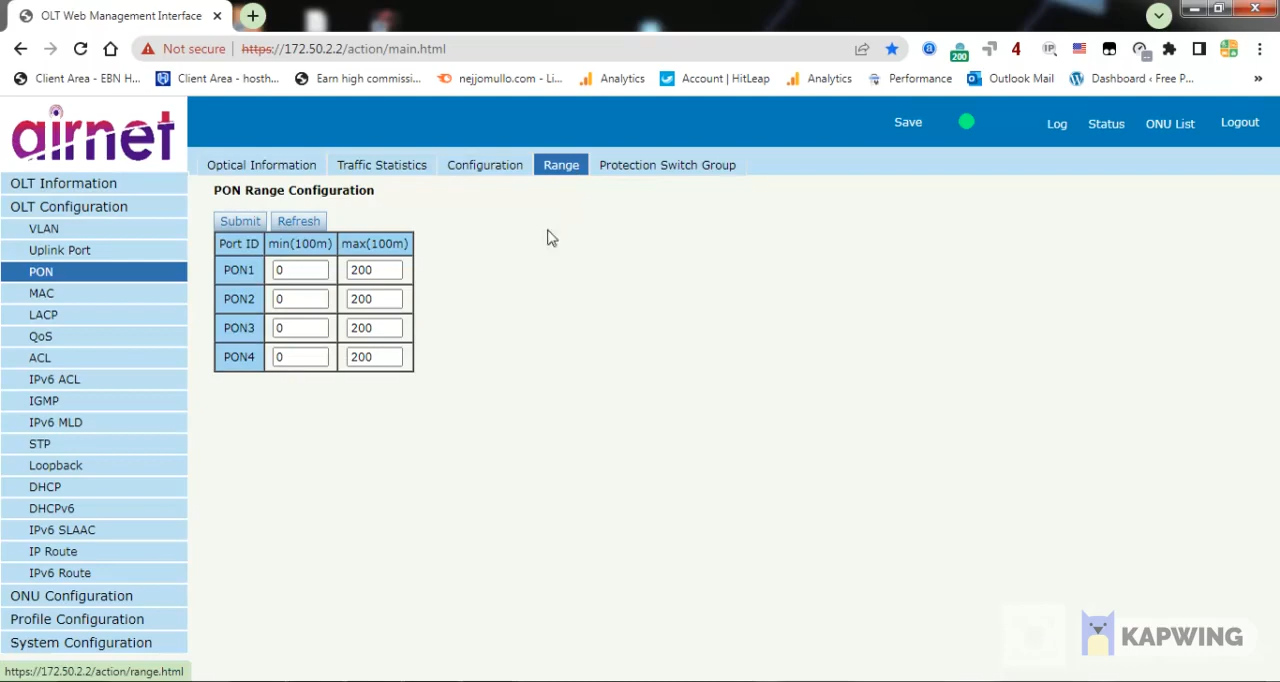 OLT Web Management Interface
Not secure https://172.50.2.2/action/main.html
200
4
IP
Client Area - EBN H...
Client Area - hosth...
Earn high commissi...
nejjomullo.com - Li...
Analytics
Account | HitLeap
Analytics
Performance
Outlook Mail
Dashboard ‹ Free P...
»
airnet
Save
Log
Status
ONU List
Logout
Optical Information
Traffic Statistics
Configuration
Range
Protection Switch Group
OLT Information
OLT Configuration
VLAN
Uplink Port
PON
MAC
LACP
QoS
ACL
IPv6 ACL
IGMP
IPv6 MLD
STP
Loopback
DHCP
DHCPv6
IPv6 SLAAC
IP Route
IPv6 Route
ONU Configuration
Profile Configuration
System Configuration
PON Range Configuration
Submit Refresh
Port ID min(100m) max(100m)
PON1 0 200
PON2 0 200
PON3 0 200
PON4 0 200
https://172.50.2.2/action/range.html
KAPWING